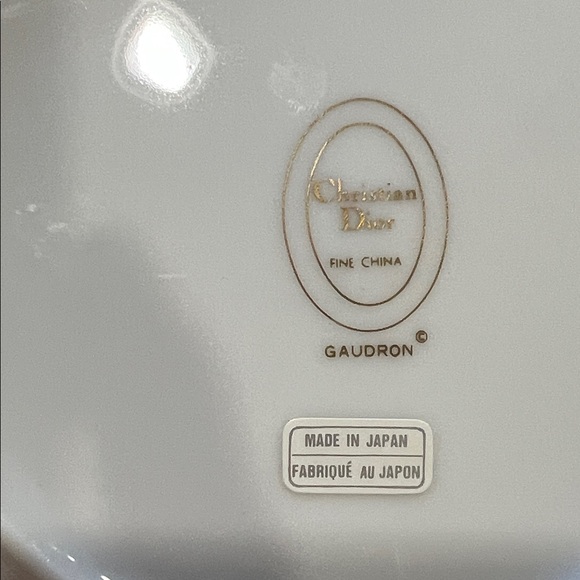 Christian
Dior
FINE CHINA
GAUDRON ©
MADE IN JAPAN
FABRIQUÉ AU JAPON